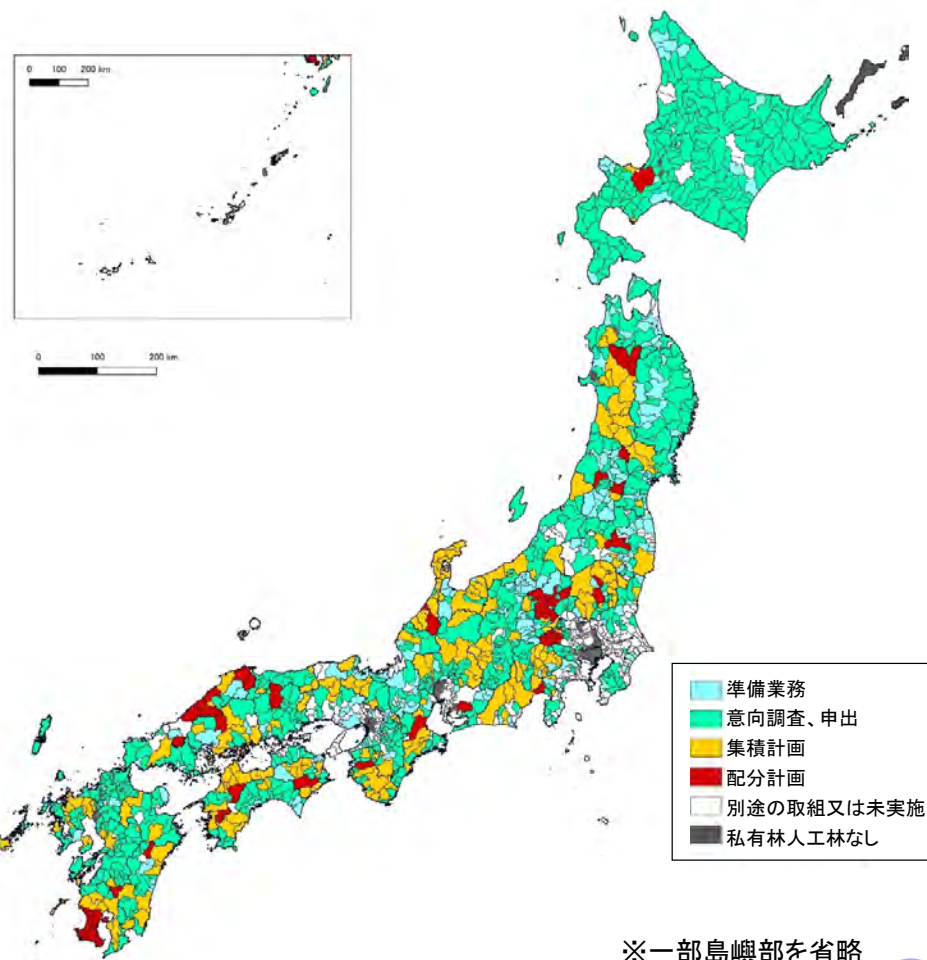 0 100 200 km
0 100 200 km
準備業務
意向調査、申出
集積計画
配分計画
別途の取組又は未実施
私有林人工林なし
※一部島嶼部を省略